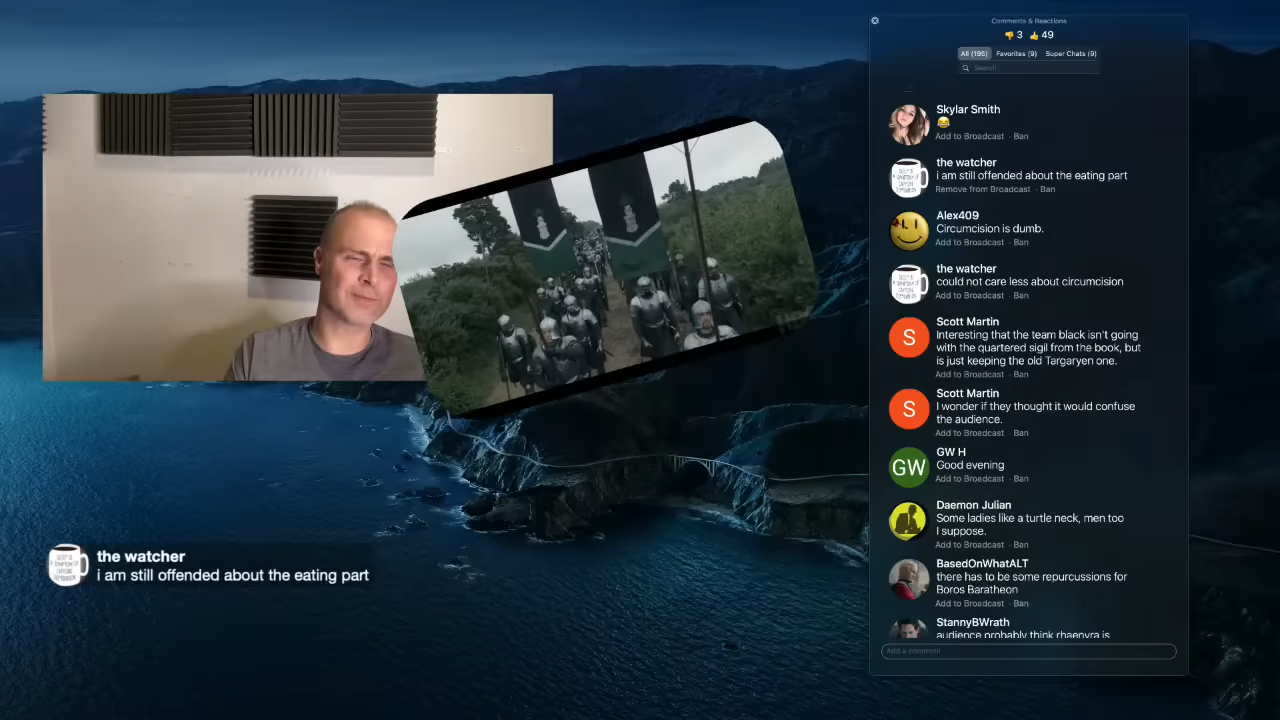 Comments & Reactions
👎 3 👍 49
All (195) Favorites (9) Super Chats (9)
Search
Skylar Smith
😂
Add to Broadcast · Ban
the watcher
i am still offended about the eating part
Remove from Broadcast · Ban
Alex409
Circumcision is dumb.
Add to Broadcast · Ban
the watcher
could not care less about circumcision
Add to Broadcast · Ban
Scott Martin
Interesting that the team black isn't going
with the quartered sigil from the book, but
is just keeping the old Targaryen one.
Add to Broadcast · Ban
Scott Martin
I wonder if they thought it would confuse
the audience.
Add to Broadcast · Ban
GW H
Good evening
Add to Broadcast · Ban
Daemon Julian
Some ladies like a turtle neck, men too
I suppose.
Add to Broadcast · Ban
BasedOnWhatALT
there has to be some repurcussions for
Boros Baratheon
Add to Broadcast · Ban
StannyBWrath
audience probably think rhaenyra is
Add a comment
S
S
GW
the watcher
i am still offended about the eating part